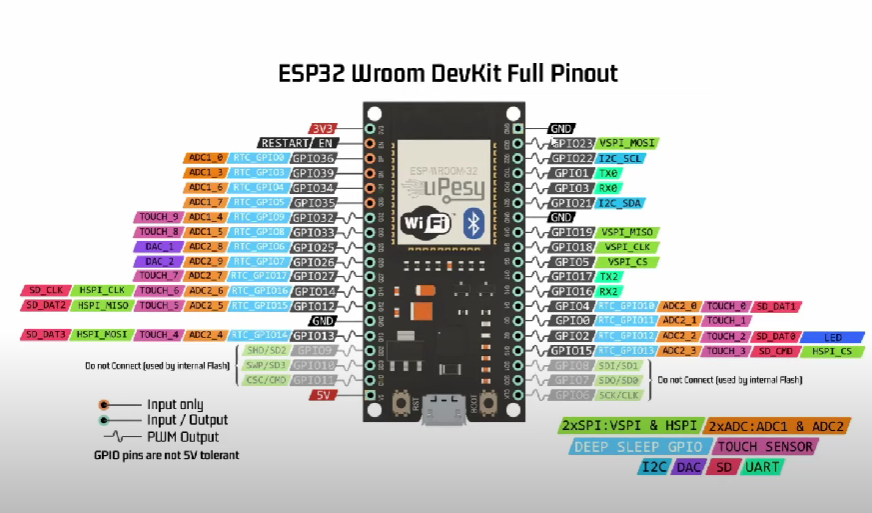 ESP32 Wroom DevKit Full Pinout
3V3
GND
RESTART/ EN
GPIO23 VSPI_MOSI
ADC1_0 RTC_GPIO0 GPIO36
GPIO22 I2C_SCL
ADC1_3 RTC_GPIO3 GPIO39
GPIO1 TX0
ADC1_6 RTC_GPIO4 GPIO34
GPIO3 RX0
ADC1_7 RTC_GPIO5 GPIO35
GPIO21 I2C_SDA
TOUCH_9 ADC1_4 RTC_GPIO9 GPIO32
GND
TOUCH_8 ADC1_5 RTC_GPIO8 GPIO33
GPIO19 VSPI_MISO
DAC_1 ADC2_8 RTC_GPIO6 GPIO25
GPIO18 VSPI_CLK
DAC_2 ADC2_9 RTC_GPIO7 GPIO26
GPIO5 VSPI_CS
TOUCH_7 ADC2_7 RTC_GPIO17 GPIO27
GPIO17 TX2
SD_CLK HSPI_CLK TOUCH_6 ADC2_6 RTC_GPIO16 GPIO14
GPIO16 RX2
SD_DAT2 HSPI_MISO TOUCH_5 ADC2_5 RTC_GPIO15 GPIO12
GPIO4 RTC_GPIO10 ADC2_0 TOUCH_0 SD_DAT1
GND
GPIO0 RTC_GPIO11 ADC2_1 TOUCH_1
SD_DAT3 HSPI_MOSI TOUCH_4 ADC2_4 RTC_GPIO14 GPIO13
GPIO2 RTC_GPIO12 ADC2_2 TOUCH_2 SD_DAT0 LED
SHD/SD2 GPIO9
GPIO15 RTC_GPIO13 ADC2_3 TOUCH_3 SD_CMD HSPI_CS
Do not Connect (used by internal Flash)
SWP/SD3 GPIO10
GPIO8 SDI/SD1
CSC/CMD GPIO11
GPIO7 SDO/SD0
Do not Connect (used by internal Flash)
5V
GPIO6 SCK/CLK
ESP-WROOM-32
uPesy
WiFi
RST
BOOT
Input only
Input / Output
PWM Output
GPIO pins are not 5V tolerant
2xSPI:VSPI & HSPI 2xADC:ADC1 & ADC2
DEEP SLEEP GPIO TOUCH SENSOR
I2C DAC SD UART